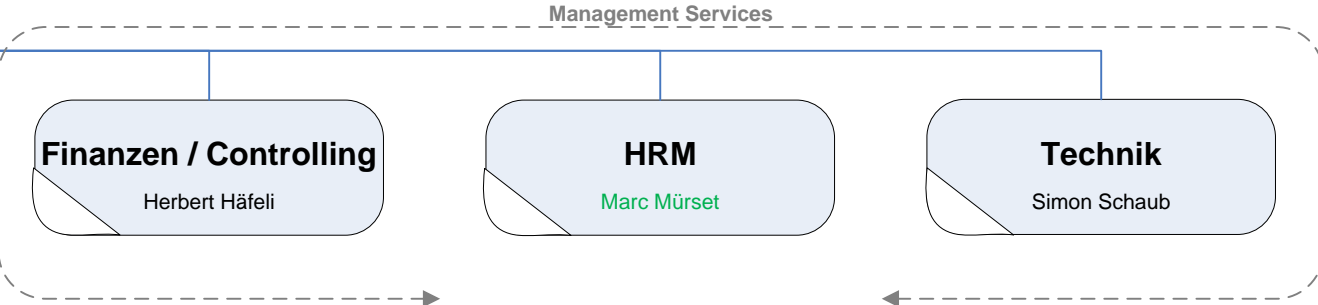 Management Services
Finanzen / Controlling
Herbert Häfeli
HRM
Marc Mürset
Technik
Simon Schaub